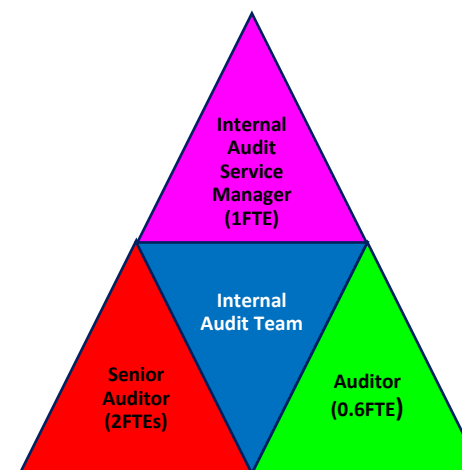 Internal
Audit
Service
Manager
(1FTE)
Internal
Audit Team
Senior
Auditor
(2FTEs)
Auditor
(0.6FTE)